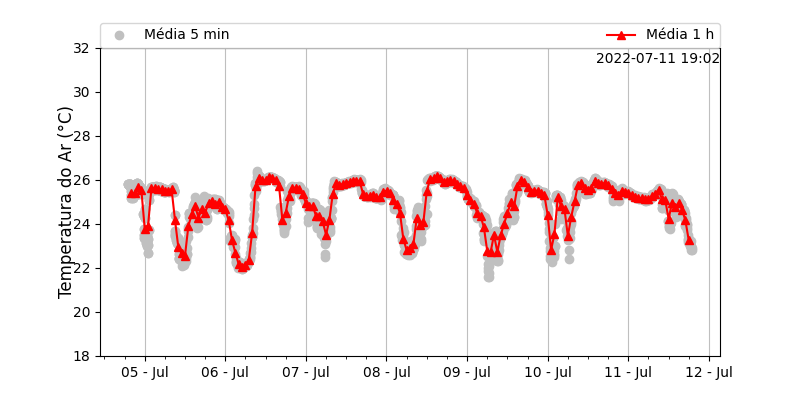 Média 5 min
Média 1 h
2022-07-11 19:02
Temperatura do Ar (°C)
32
30
28
26
24
22
20
18
05 - Jul
06 - Jul
07 - Jul
08 - Jul
09 - Jul
10 - Jul
11 - Jul
12 - Jul